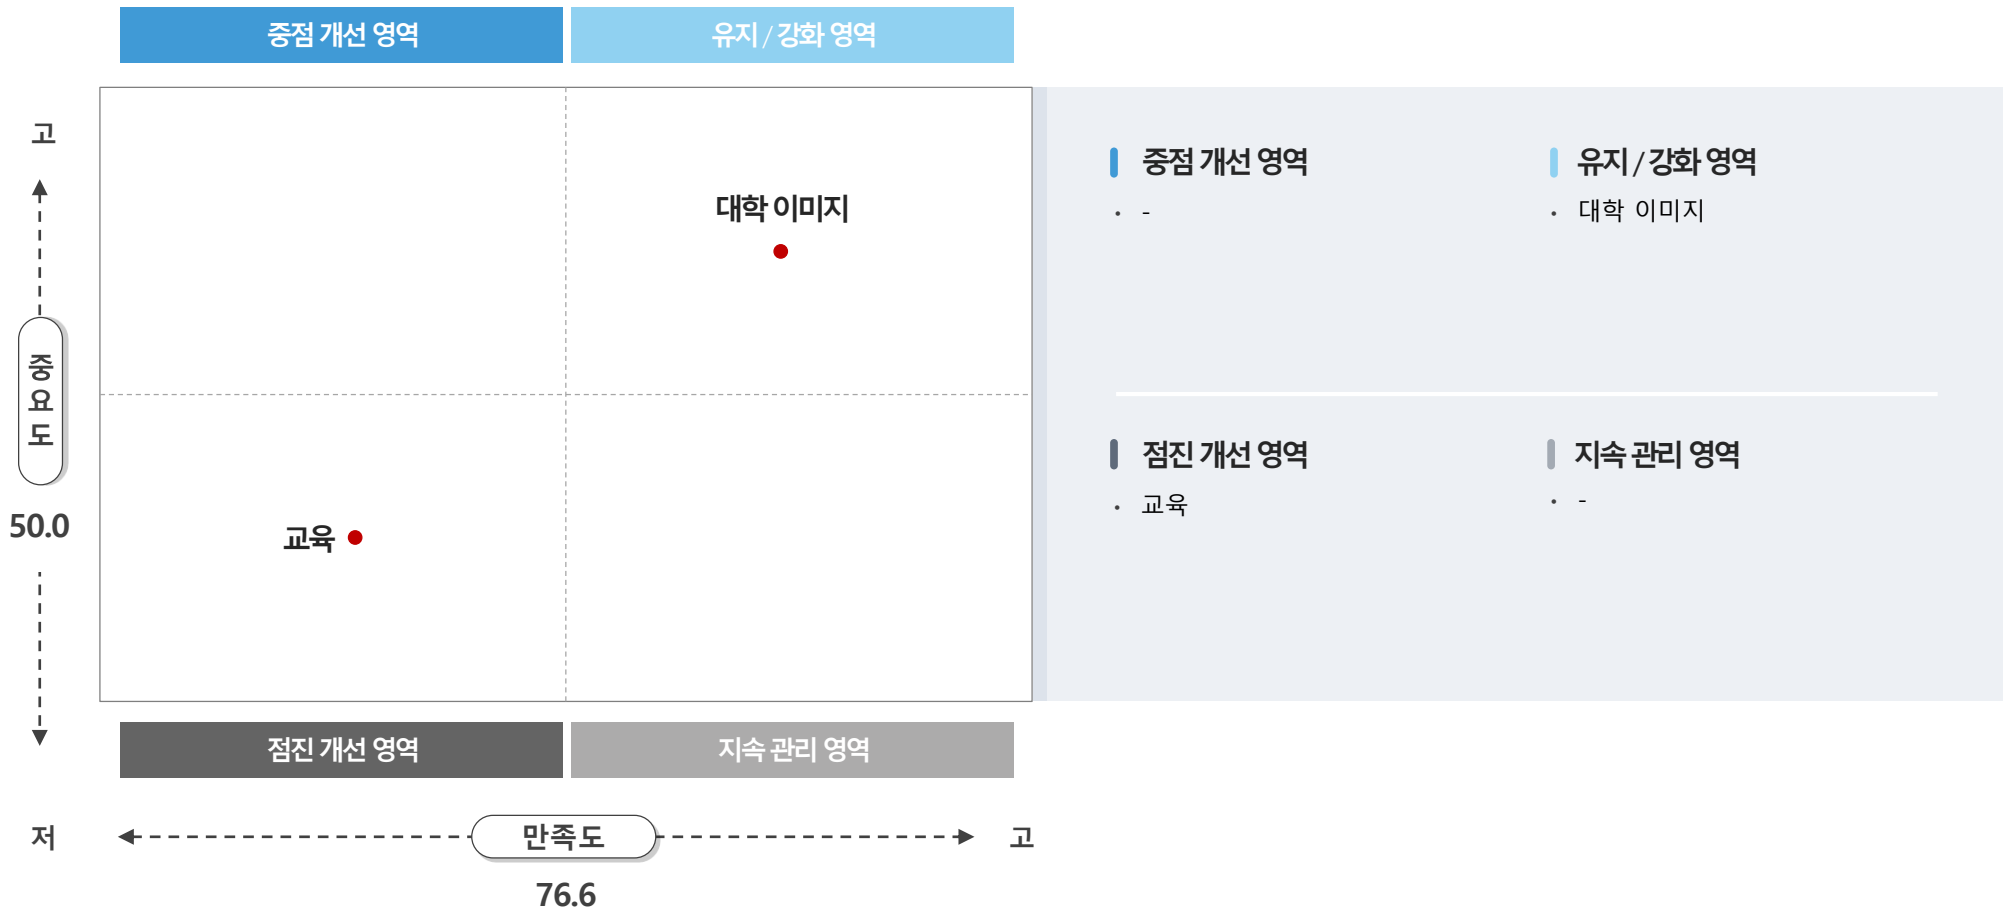 중점 개선 영역
유지 / 강화 영역
고
대학 이미지
중요도
50.0
교육
점진 개선 영역
지속 관리 영역
저
만족도
고
76.6
중점 개선 영역
• -
유지 / 강화 영역
• 대학 이미지
점진 개선 영역
• 교육
지속 관리 영역
• -